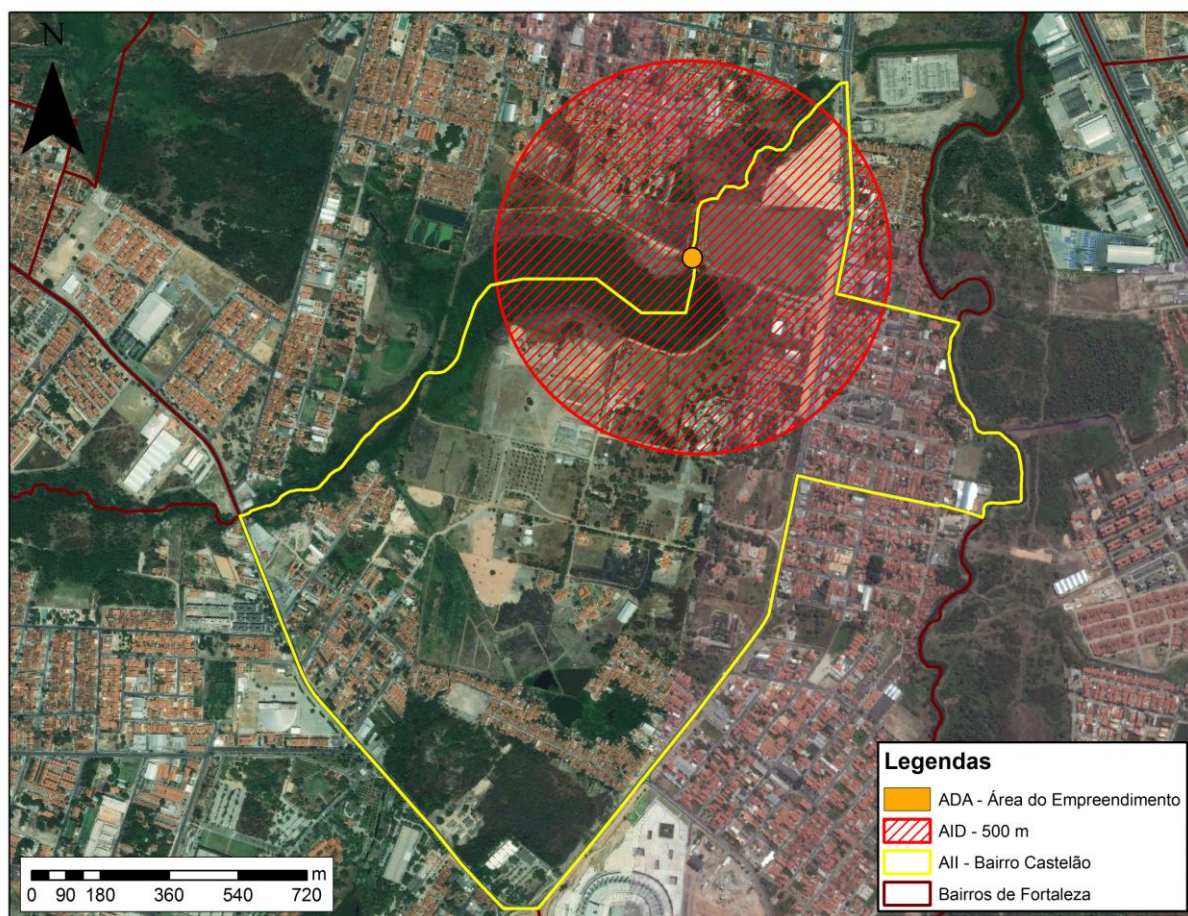 N
Legendas
ADA - Área do Empreendimento
AID - 500 m
AII - Bairro Castelão
Bairros de Fortaleza
0 90 180 360 540 720 m